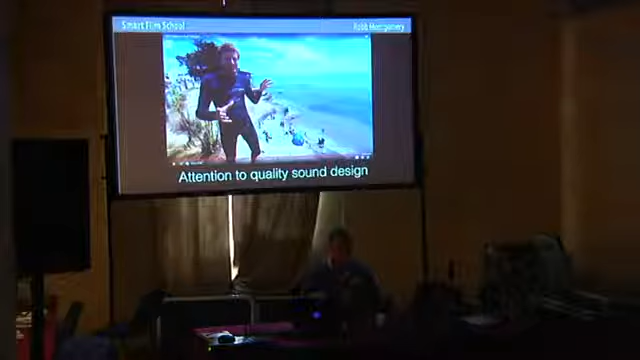 Smart Film School
Robb Montgomery
Attention to quality sound design